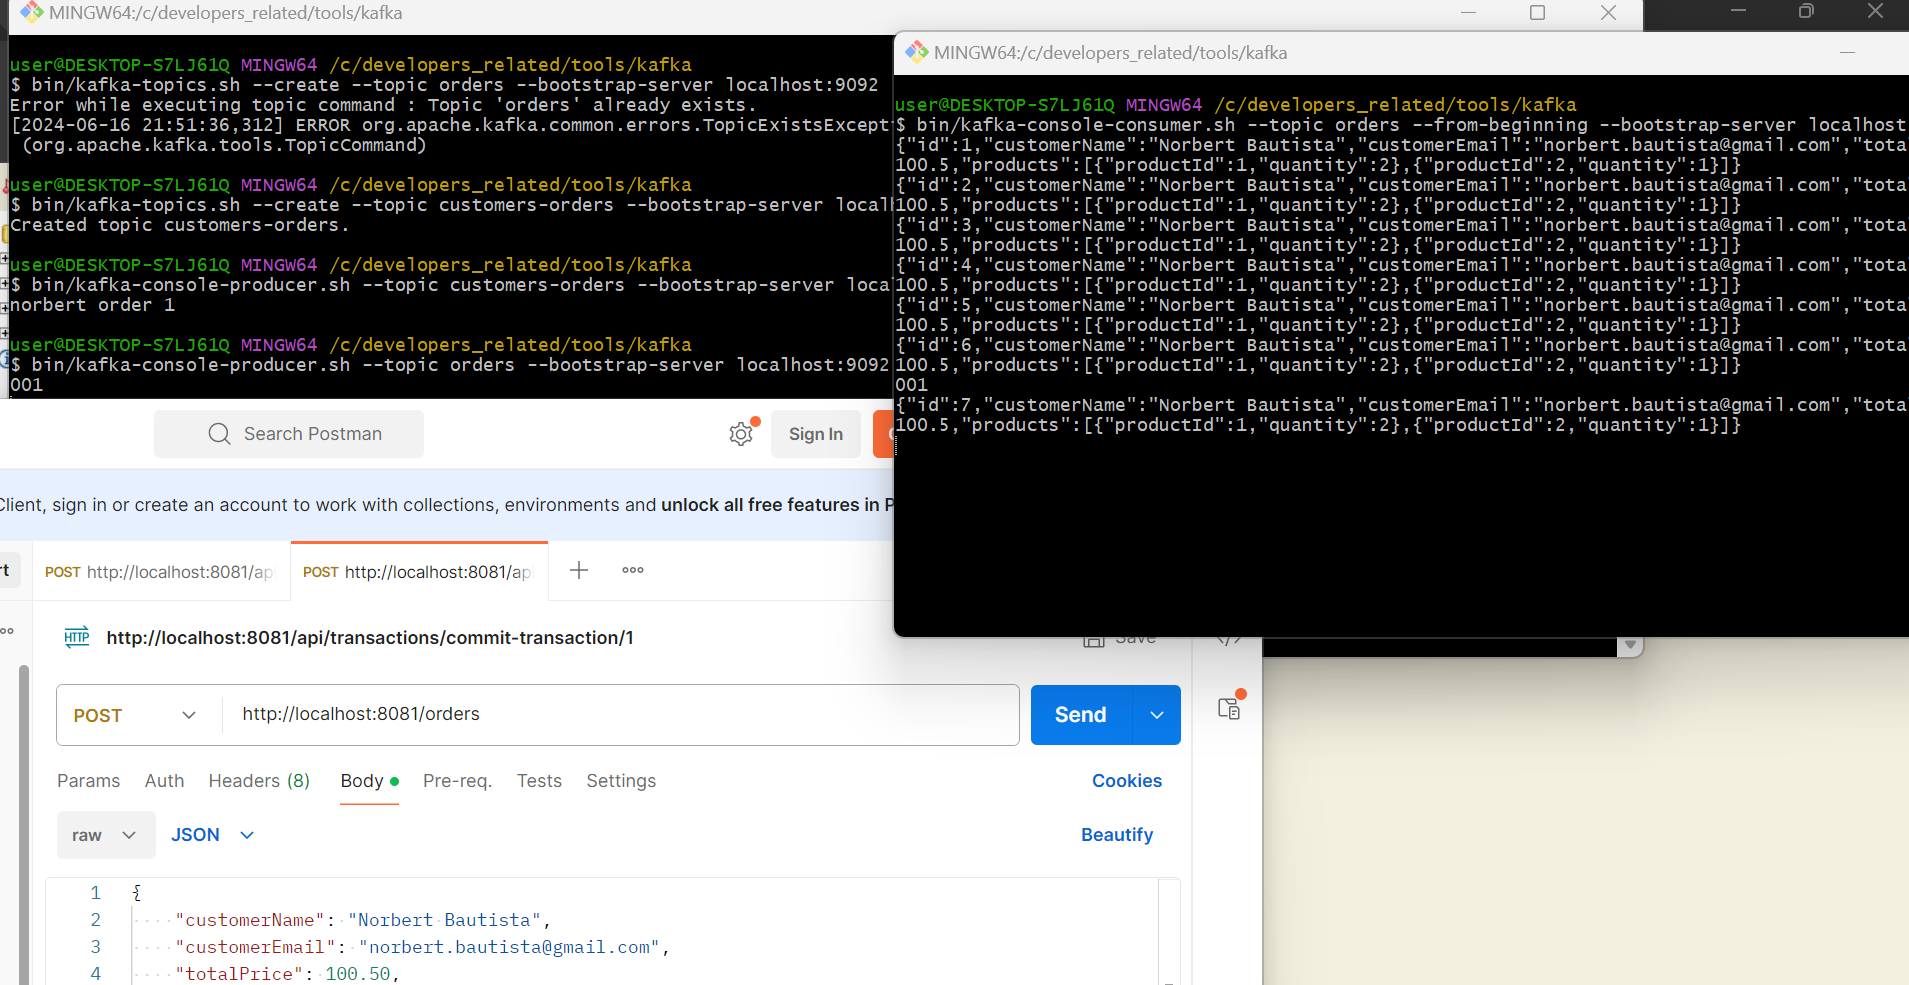 MINGW64:/c/developers_related/tools/kafka
user@DESKTOP-S7LJ61Q MINGW64 /c/developers_related/tools/kafka
$ bin/kafka-topics.sh --create --topic orders --bootstrap-server localhost:9092
Error while executing topic command : Topic 'orders' already exists.
[2024-06-16 21:51:36,312] ERROR org.apache.kafka.common.errors.TopicExistsExcepti
(org.apache.kafka.tools.TopicCommand)
user@DESKTOP-S7LJ61Q MINGW64 /c/developers_related/tools/kafka
$ bin/kafka-topics.sh --create --topic customers-orders --bootstrap-server local
Created topic customers-orders.
user@DESKTOP-S7LJ61Q MINGW64 /c/developers_related/tools/kafka
$ bin/kafka-console-producer.sh --topic customers-orders --bootstrap-server loca
norbert order 1
user@DESKTOP-S7LJ61Q MINGW64 /c/developers_related/tools/kafka
$ bin/kafka-console-producer.sh --topic orders --bootstrap-server localhost:9092
001
MINGW64:/c/developers_related/tools/kafka
user@DESKTOP-S7LJ61Q MINGW64 /c/developers_related/tools/kafka
$ bin/kafka-console-consumer.sh --topic orders --from-beginning --bootstrap-server localhost
{"id":1,"customerName":"Norbert Bautista","customerEmail":"norbert.bautista@gmail.com","tota
100.5,"products":[{"productId":1,"quantity":2},{"productId":2,"quantity":1}]}
{"id":2,"customerName":"Norbert Bautista","customerEmail":"norbert.bautista@gmail.com","tota
100.5,"products":[{"productId":1,"quantity":2},{"productId":2,"quantity":1}]}
{"id":3,"customerName":"Norbert Bautista","customerEmail":"norbert.bautista@gmail.com","tota
100.5,"products":[{"productId":1,"quantity":2},{"productId":2,"quantity":1}]}
{"id":4,"customerName":"Norbert Bautista","customerEmail":"norbert.bautista@gmail.com","tota
100.5,"products":[{"productId":1,"quantity":2},{"productId":2,"quantity":1}]}
{"id":5,"customerName":"Norbert Bautista","customerEmail":"norbert.bautista@gmail.com","tota
100.5,"products":[{"productId":1,"quantity":2},{"productId":2,"quantity":1}]}
{"id":6,"customerName":"Norbert Bautista","customerEmail":"norbert.bautista@gmail.com","tota
100.5,"products":[{"productId":1,"quantity":2},{"productId":2,"quantity":1}]}
001
{"id":7,"customerName":"Norbert Bautista","customerEmail":"norbert.bautista@gmail.com","tota
100.5,"products":[{"productId":1,"quantity":2},{"productId":2,"quantity":1}]}
Search Postman
Sign In
Client, sign in or create an account to work with collections, environments and unlock all free features in P
rt
POST http://localhost:8081/api
POST http://localhost:8081/api
HTTP http://localhost:8081/api/transactions/commit-transaction/1
Save
</>
POST http://localhost:8081/orders
Send
Params Auth Headers (8) Body Pre-req. Tests Settings
Cookies
raw JSON
Beautify
1 {
2 "customerName": "Norbert Bautista",
3 "customerEmail": "norbert.bautista@gmail.com",
4 "totalPrice": 100.50,